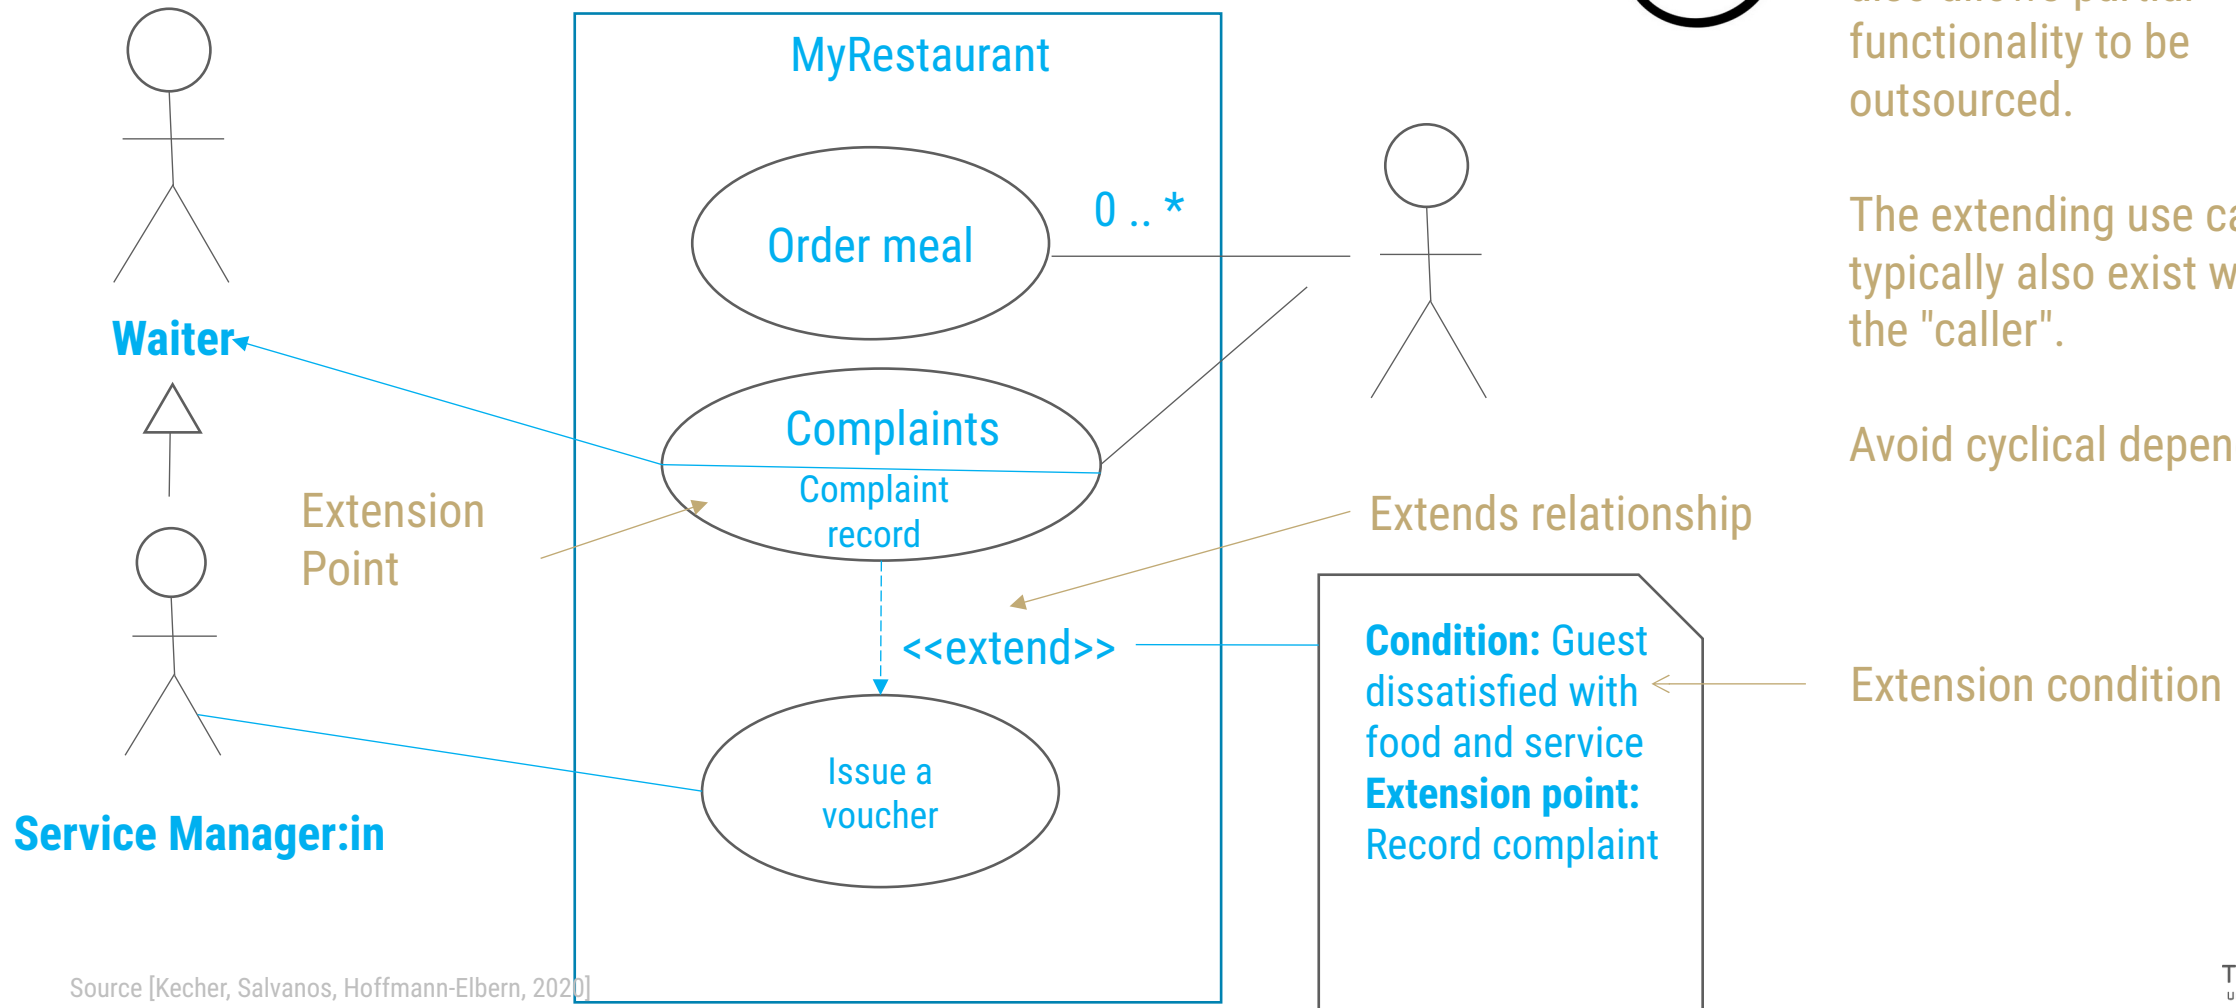 MyRestaurant
Order meal
0 .. *
Waiter
Complaints
Complaint
record
Extension
Point
<<extend>>
Issue a
voucher
Service Manager:in
Extends relationship
Condition: Guest
dissatisfied with
food and service
Extension point:
Record complaint
Extension condition
functionality to be
outsourced.
The extending use
typically also exist
the "caller".
Avoid cyclical
Source [Kecher, Salvanos, Hoffmann-Elbern, 2020]